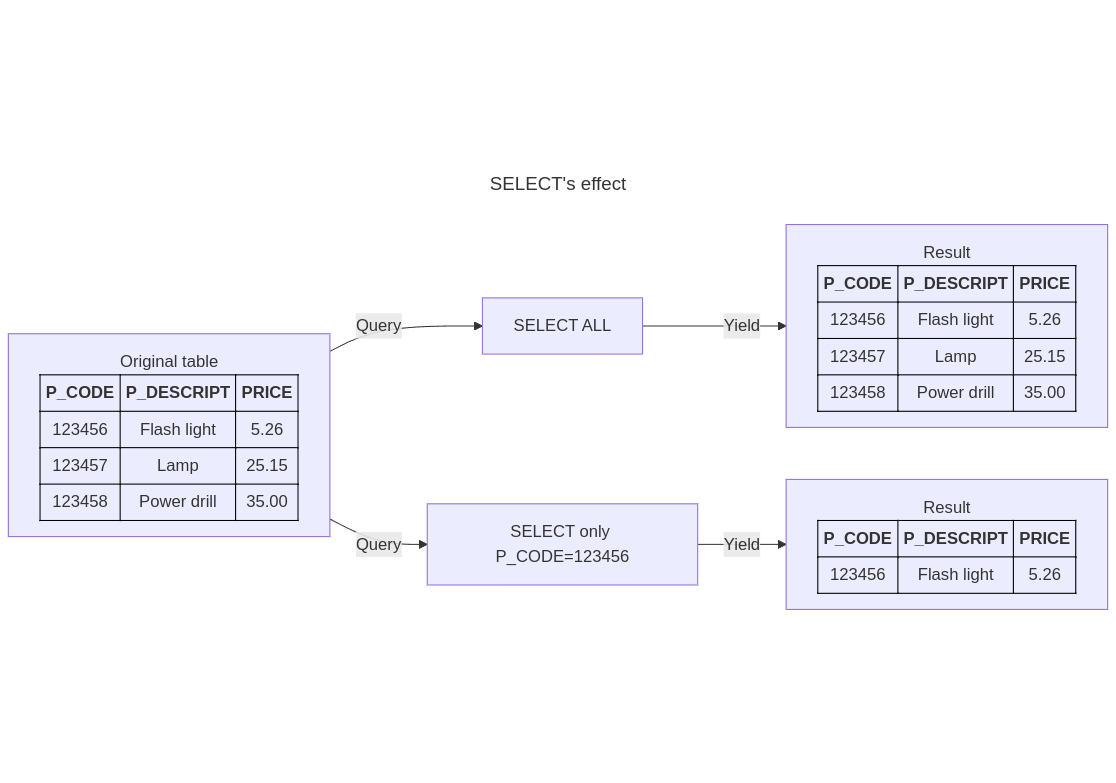 SELECT's effect
Original table
P_CODE P_DESCRIPT PRICE
123456 Flash light 5.26
123457 Lamp 25.15
123458 Power drill 35.00
Query
SELECT ALL
Yield
Result
P_CODE P_DESCRIPT PRICE
123456 Flash light 5.26
123457 Lamp 25.15
123458 Power drill 35.00
Query
SELECT only
P_CODE=123456
Yield
Result
P_CODE P_DESCRIPT PRICE
123456 Flash light 5.26